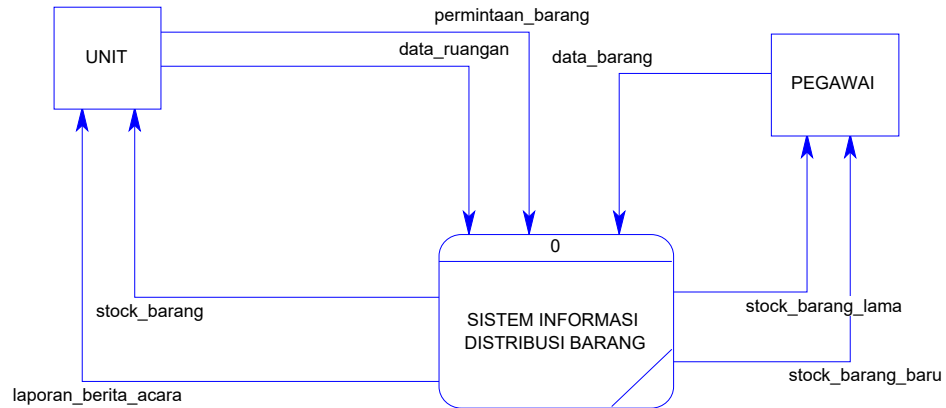 permintaan_barang
UNIT
data_ruangan
data_barang
PEGAWAI
0
stock_barang
SISTEM INFORMASI
DISTRIBUSI BARANG
stock_barang_lama
stock_barang_baru
laporan_berita_acara